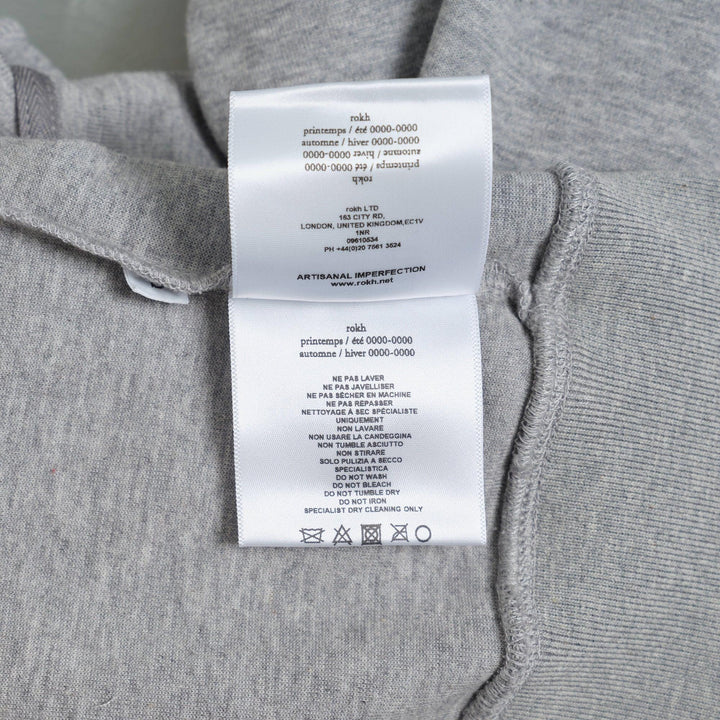 rokh
printemps / été 0000-0000
automne / hiver 0000-0000
automne / hiver 0000-0000
printemps / été 0000-0000
rokh
rokh LTD
163 CITY RD,
LONDON, UNITED KINGDOM,EC1V
1NR
09610534
PH +44(0)20 7561 3524
ARTISANAL IMPERFECTION
www.rokh.net
rokh
printemps / été 0000-0000
automne / hiver 0000-0000
NE PAS LAVER
NE PAS JAVELLISER
NE PAS SÉCHER EN MACHINE
NE PAS RÉPASSER
NETTOYAGE À SEC SPÉCIALISTE
UNIQUEMENT
NON LAVARE
NON USARE LA CANDEGGINA
NON TUMBLE ASCIUTTO
NON STIRARE
SOLO PULIZIA A SECCO
SPECIALISTICA
DO NOT WASH
DO NOT BLEACH
DO NOT TUMBLE DRY
DO NOT IRON
SPECIALIST DRY CLEANING ONLY